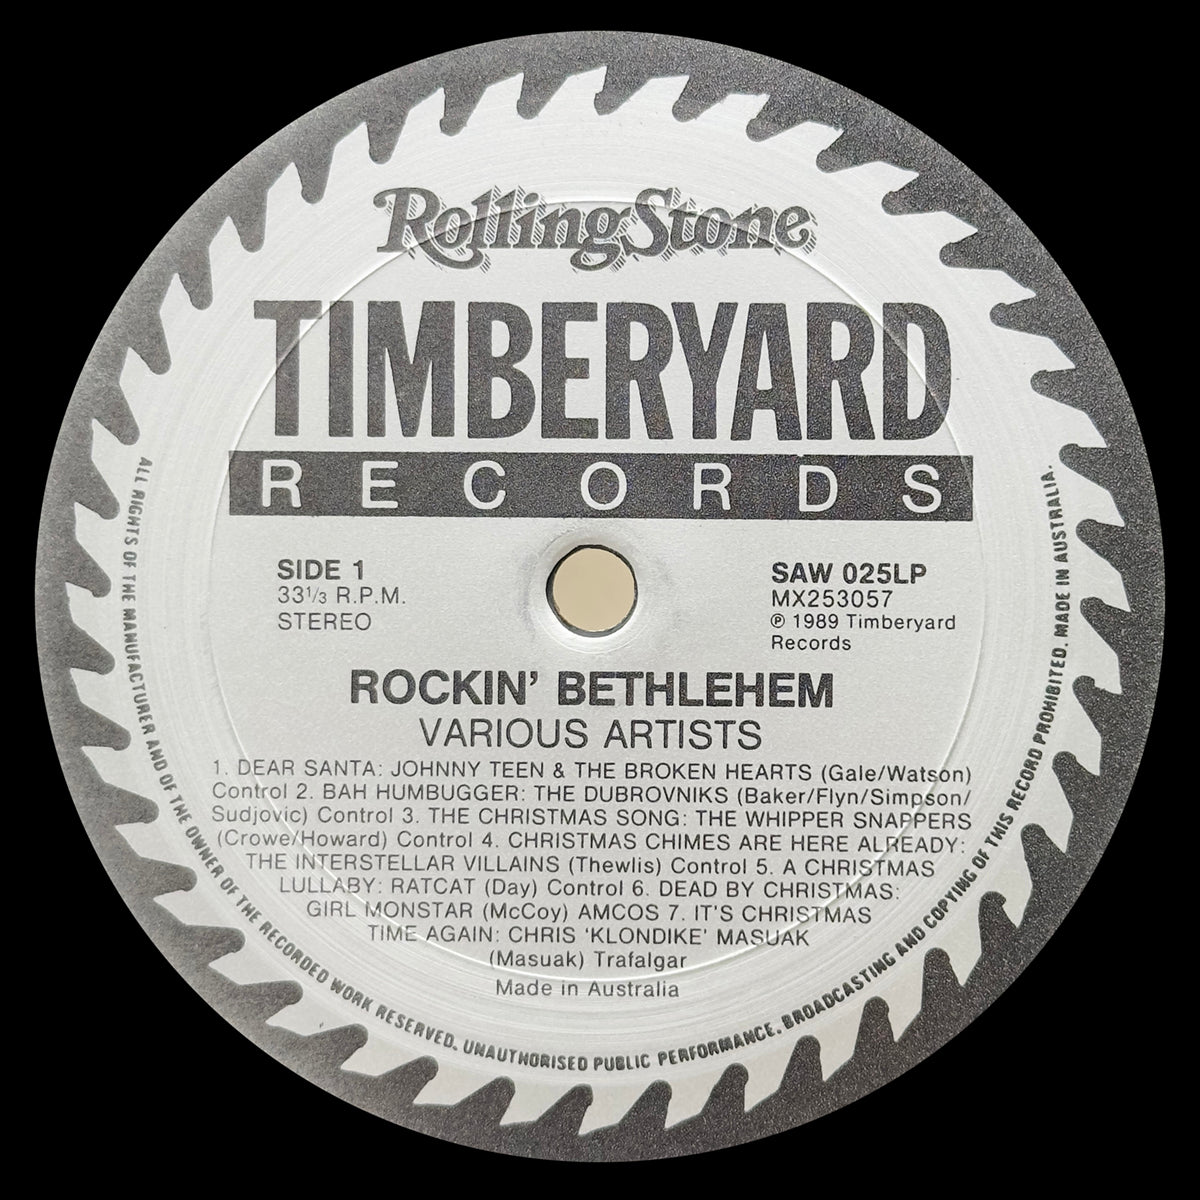 RollingStone
TIMBERYARD
RECORDS
SIDE 1
33⅓ R.P.M.
STEREO
SAW 025LP
MX253057
℗ 1989 Timberyard
Records
ROCKIN' BETHLEHEM
VARIOUS ARTISTS
1. DEAR SANTA: JOHNNY TEEN & THE BROKEN HEARTS (Gale/Watson)
Control 2. BAH HUMBUGGER: THE DUBROVNIKS (Baker/Flyn/Simpson/
Sudjovic) Control 3. THE CHRISTMAS SONG: THE WHIPPER SNAPPERS
(Crowe/Howard) Control 4. CHRISTMAS CHIMES ARE HERE ALREADY:
THE INTERSTELLAR VILLAINS (Thewlis) Control 5. A CHRISTMAS
LULLABY: RATCAT (Day) Control 6. DEAD BY CHRISTMAS:
GIRL MONSTAR (McCoy) AMCOS 7. IT'S CHRISTMAS
TIME AGAIN: CHRIS 'KLONDIKE' MASUAK
(Masuak) Trafalgar
Made in Australia
ALL RIGHTS OF THE MANUFACTURER AND OF THE OWNER OF THE RECORDED WORK RESERVED. UNAUTHORISED PUBLIC PERFORMANCE. BROADCASTING AND COPYING OF THIS RECORD PROHIBITED. MADE IN AUSTRALIA.